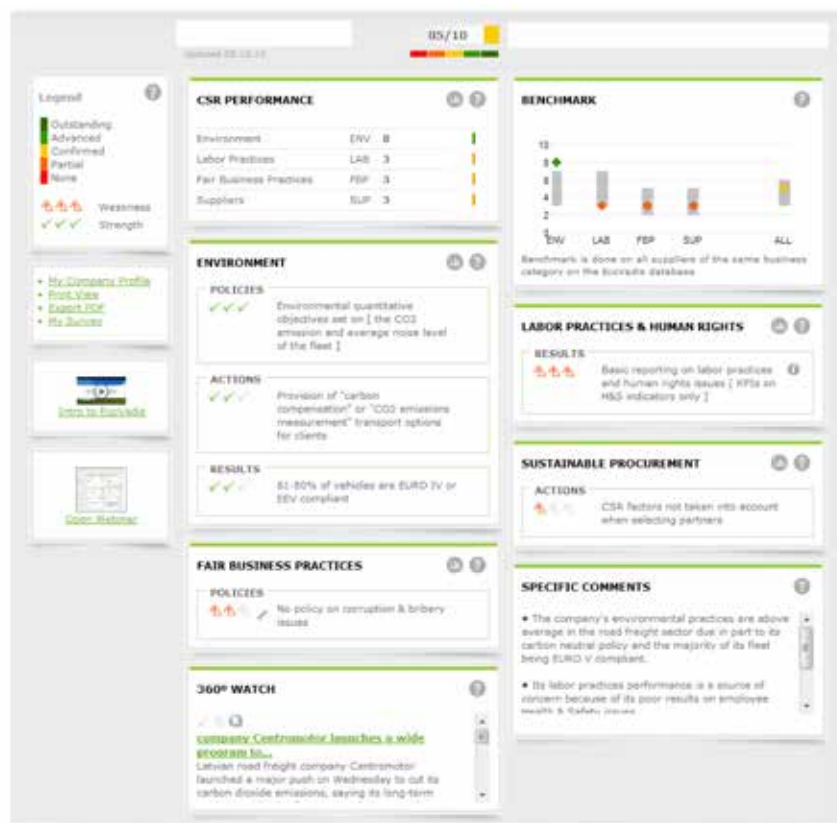 05/10
Updated
Legend
Outstanding
Advanced
Confirmed
Partial
None
Weakness
Strength
My Company Profile
Print View
Export PDF
My Survey
Intro to Ecovadis
Open Webinar
CSR PERFORMANCE
Environment ENV 8
Labor Practices LAB 3
Fair Business Practices FBP 3
Suppliers SUP 3
ENVIRONMENT
POLICIES
Environmental quantitative
objectives set on [ the CO2
emission and average noise level
of the fleet ]
ACTIONS
Provision of "carbon
compensation" or "CO2 emissions
measurement" transport options
for clients
RESULTS
61-80% of vehicles are EURO IV or
EEV compliant
FAIR BUSINESS PRACTICES
POLICIES
No policy on corruption & bribery
issues
360º WATCH
company Centromotor launches a wide
program to...
Latvian road freight company Centromotor
launched a major push on Wednesday to cut its
carbon dioxide emissions, saying its long-term
BENCHMARK
10
8
6
4
2
0
ENV LAB FBP SUP ALL
Benchmark is done on all suppliers of the same business
category on the Ecovadis database
LABOR PRACTICES & HUMAN RIGHTS
RESULTS
Basic reporting on labor practices
and human rights issues [ KPIs on
H&S indicators only ]
SUSTAINABLE PROCUREMENT
ACTIONS
CSR factors not taken into account
when selecting partners
SPECIFIC COMMENTS
• The company's environmental practices are above
average in the road freight sector due in part to its
carbon neutral policy and the majority of its fleet
being EURO V compliant.
• Its labor practices performance is a source of
concern because of its poor results on employee
Health & Safety issues